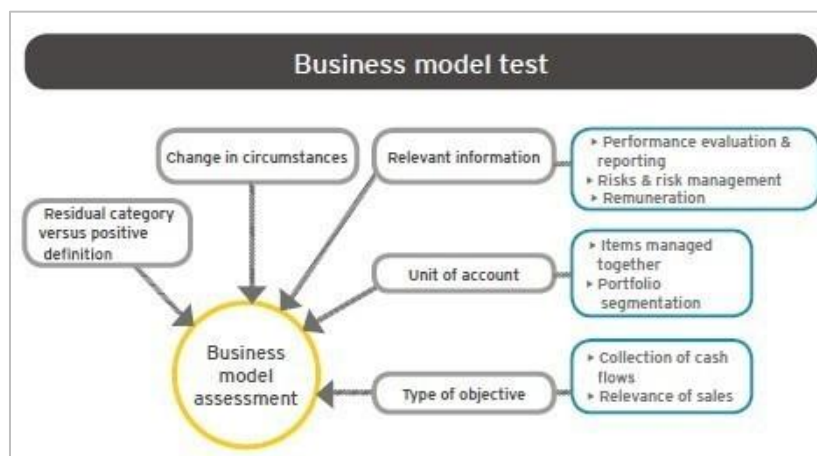 Business model test
Change in circumstances
Relevant information
▸ Performance evaluation &
reporting
▸ Risks & risk management
▸ Remuneration
Residual category
versus positive
definition
Unit of account
▸ Items managed
together
▸ Portfolio
segmentation
Business
model
assessment
Type of objective
▸ Collection of cash
flows
▸ Relevance of sales